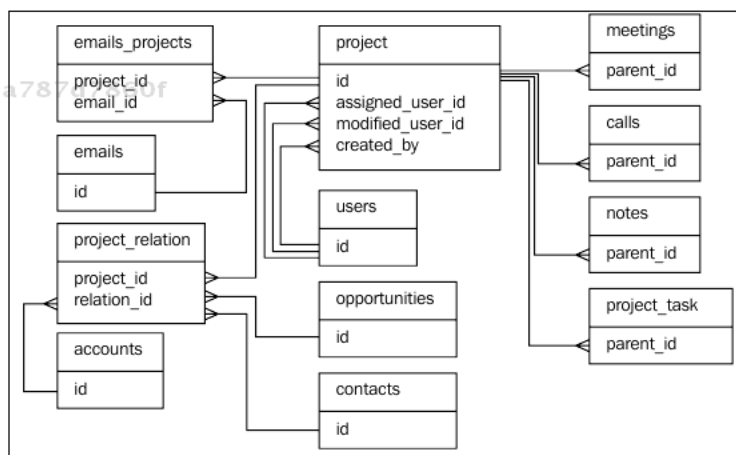 emails_projects
project_id
email_id
emails
id
project_relation
project_id
relation_id
accounts
id
project
id
assigned_user_id
modified_user_id
created_by
users
id
opportunities
id
contacts
id
meetings
parent_id
calls
parent_id
notes
parent_id
project_task
parent_id